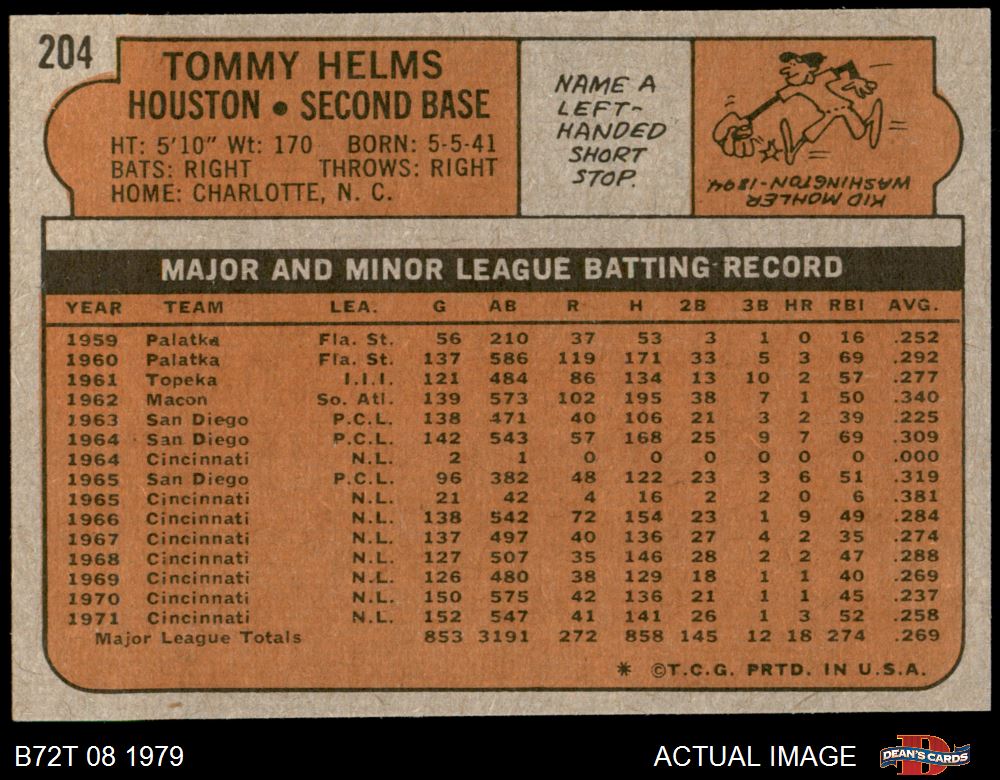 204
TOMMY HELMS
HOUSTON • SECOND BASE
HT: 5'10" Wt: 170 BORN: 5-5-41
BATS: RIGHT THROWS: RIGHT
HOME: CHARLOTTE, N. C.
NAME A
LEFT-
HANDED
SHORT
STOP.
KID MOHLER
WASHINGTON-1894
MAJOR AND MINOR LEAGUE BATTING RECORD
YEAR TEAM LEA. G AB R H 2B 3B HR RBI AVG.
1959 Palatka Fla. St. 56 210 37 53 3 1 0 16 .252
1960 Palatka Fla. St. 137 586 119 171 33 5 3 69 .292
1961 Topeka I.I.I. 121 484 86 134 13 10 2 57 .277
1962 Macon So. Atl. 139 573 102 195 38 7 1 50 .340
1963 San Diego P.C.L. 138 471 40 106 21 3 2 39 .225
1964 San Diego P.C.L. 142 543 57 168 25 9 7 69 .309
1964 Cincinnati N.L. 2 1 0 0 0 0 0 0 .000
1965 San Diego P.C.L. 96 382 48 122 23 3 6 51 .319
1965 Cincinnati N.L. 21 42 4 16 2 2 0 6 .381
1966 Cincinnati N.L. 138 542 72 154 23 1 9 49 .284
1967 Cincinnati N.L. 137 497 40 136 27 4 2 35 .274
1968 Cincinnati N.L. 127 507 35 146 28 2 2 47 .288
1969 Cincinnati N.L. 126 480 38 129 18 1 1 40 .269
1970 Cincinnati N.L. 150 575 42 136 21 1 1 45 .237
1971 Cincinnati N.L. 152 547 41 141 26 1 3 52 .258
Major League Totals 853 3191 272 858 145 12 18 274 .269
* ©T.C.G. PRTD. IN U.S.A.
B72T 08 1979 ACTUAL IMAGE DEAN'S CARDS